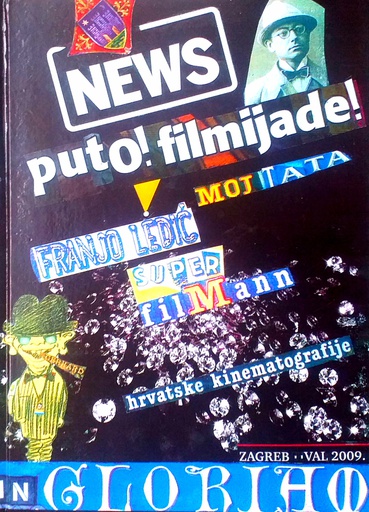 NEWS
puto! filmijade!
MOJ TATA
FRANJO LEDIĆ
SUPER
filMann
hrvatske kinematografije
ZAGREB VAL 2009.
IN GLORIAM